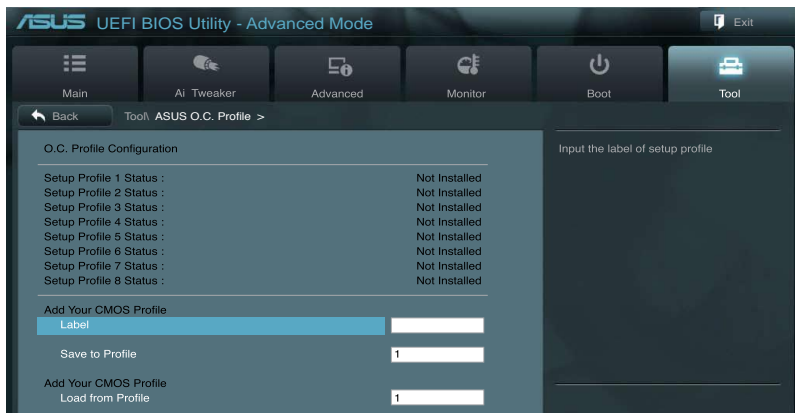 ASUS UEFI BIOS Utility - Advanced Mode
Exit
Main
Ai Tweaker
Advanced
Monitor
Boot
Tool
Back
Tool\ ASUS O.C. Profile >
O.C. Profile Configuration
Input the label of setup profile
Setup Profile 1 Status : Not Installed
Setup Profile 2 Status : Not Installed
Setup Profile 3 Status : Not Installed
Setup Profile 4 Status : Not Installed
Setup Profile 5 Status : Not Installed
Setup Profile 6 Status : Not Installed
Setup Profile 7 Status : Not Installed
Setup Profile 8 Status : Not Installed
Add Your CMOS Profile
Label
Save to Profile 1
Add Your CMOS Profile
Load from Profile 1